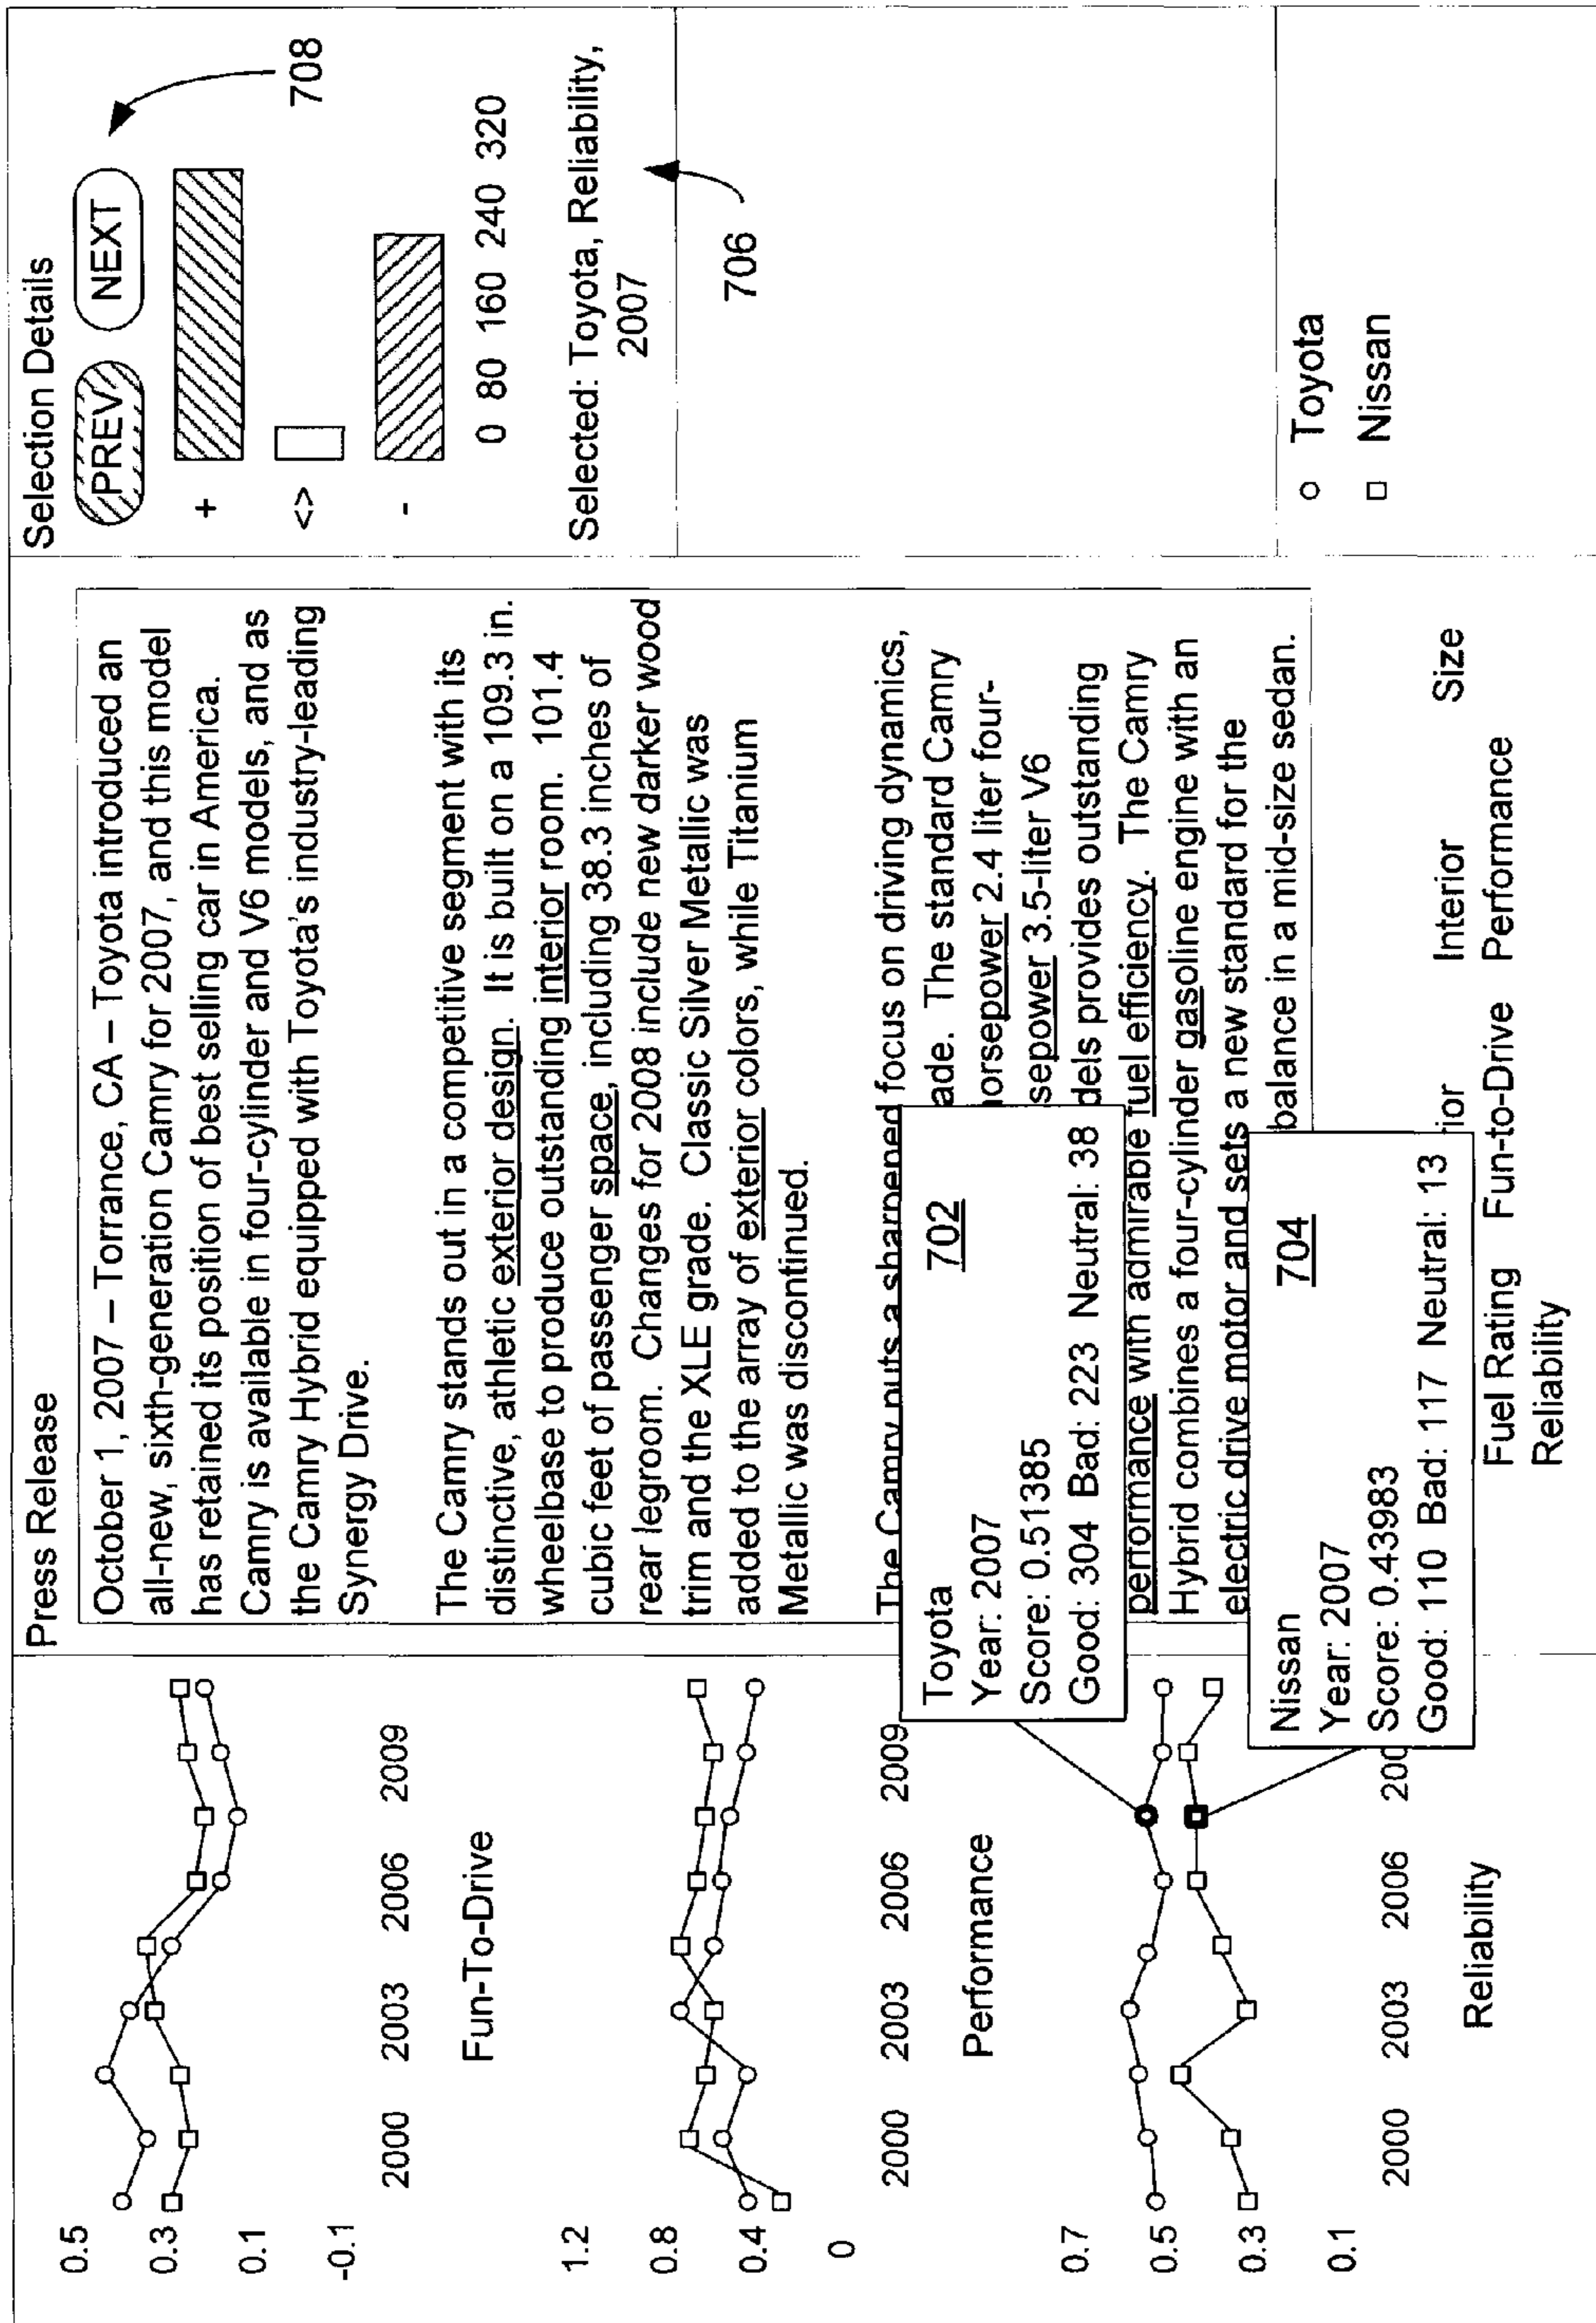 0.5
0.3
0.1
-0.1
2000 2003 2006 2009
Fun-To-Drive
1.2
0.8
0.4
0
2000 2003 2006 2009
Performance
0.7
0.5
0.3
0.1
2000 2003 2006 200
Reliability
Press Release
October 1, 2007 – Torrance, CA – Toyota introduced an
all-new, sixth-generation Camry for 2007, and this model
has retained its position of best selling car in America.
Camry is available in four-cylinder and V6 models, and as
the Camry Hybrid equipped with Toyota's industry-leading
Synergy Drive.
The Camry stands out in a competitive segment with its
distinctive, athletic exterior design. It is built on a 109.3 in.
wheelbase to produce outstanding interior room. 101.4
cubic feet of passenger space, including 38.3 inches of
rear legroom. Changes for 2008 include new darker wood
trim and the XLE grade. Classic Silver Metallic was
added to the array of exterior colors, while Titanium
Metallic was discontinued.
The Camry puts a sharpened focus on driving dynamics,
ade. The standard Camry
orsepower 2.4 liter four-
sepower 3.5-liter V6
dels provides outstanding
performance with admirable fuel efficiency. The Camry
Hybrid combines a four-cylinder gasoline engine with an
electric drive motor and sets a new standard for the
balance in a mid-size sedan.
Toyota 702
Year: 2007
Score: 0.51385
Good: 304 Bad: 223 Neutral: 38
Nissan 704
Year: 2007
Score: 0.43983
Good: 110 Bad: 117 Neutral: 13
rior Interior Size
Fuel Rating Fun-to-Drive Performance
Reliability
Selection Details
PREV NEXT
708
+
<>
-
0 80 160 240 320
Selected: Toyota, Reliability,
2007
706
Toyota
Nissan